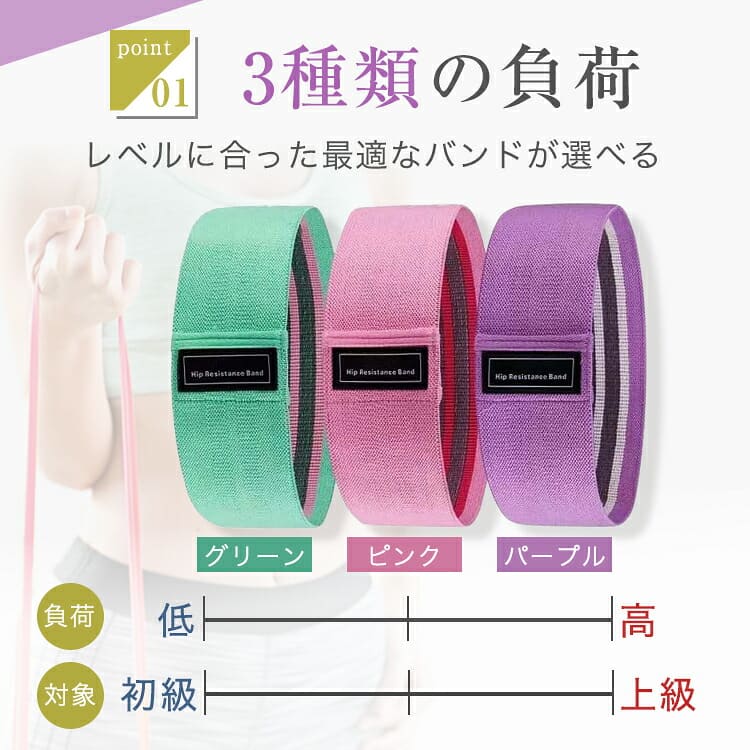 point
01
3種類の負荷
レベルに合った最適なバンドが選べる
Hip Resistance Band
Hip Resistance Band
Hip Resistance Band
グリーン
ピンク
パープル
負荷
低
高
対象
初級
上級